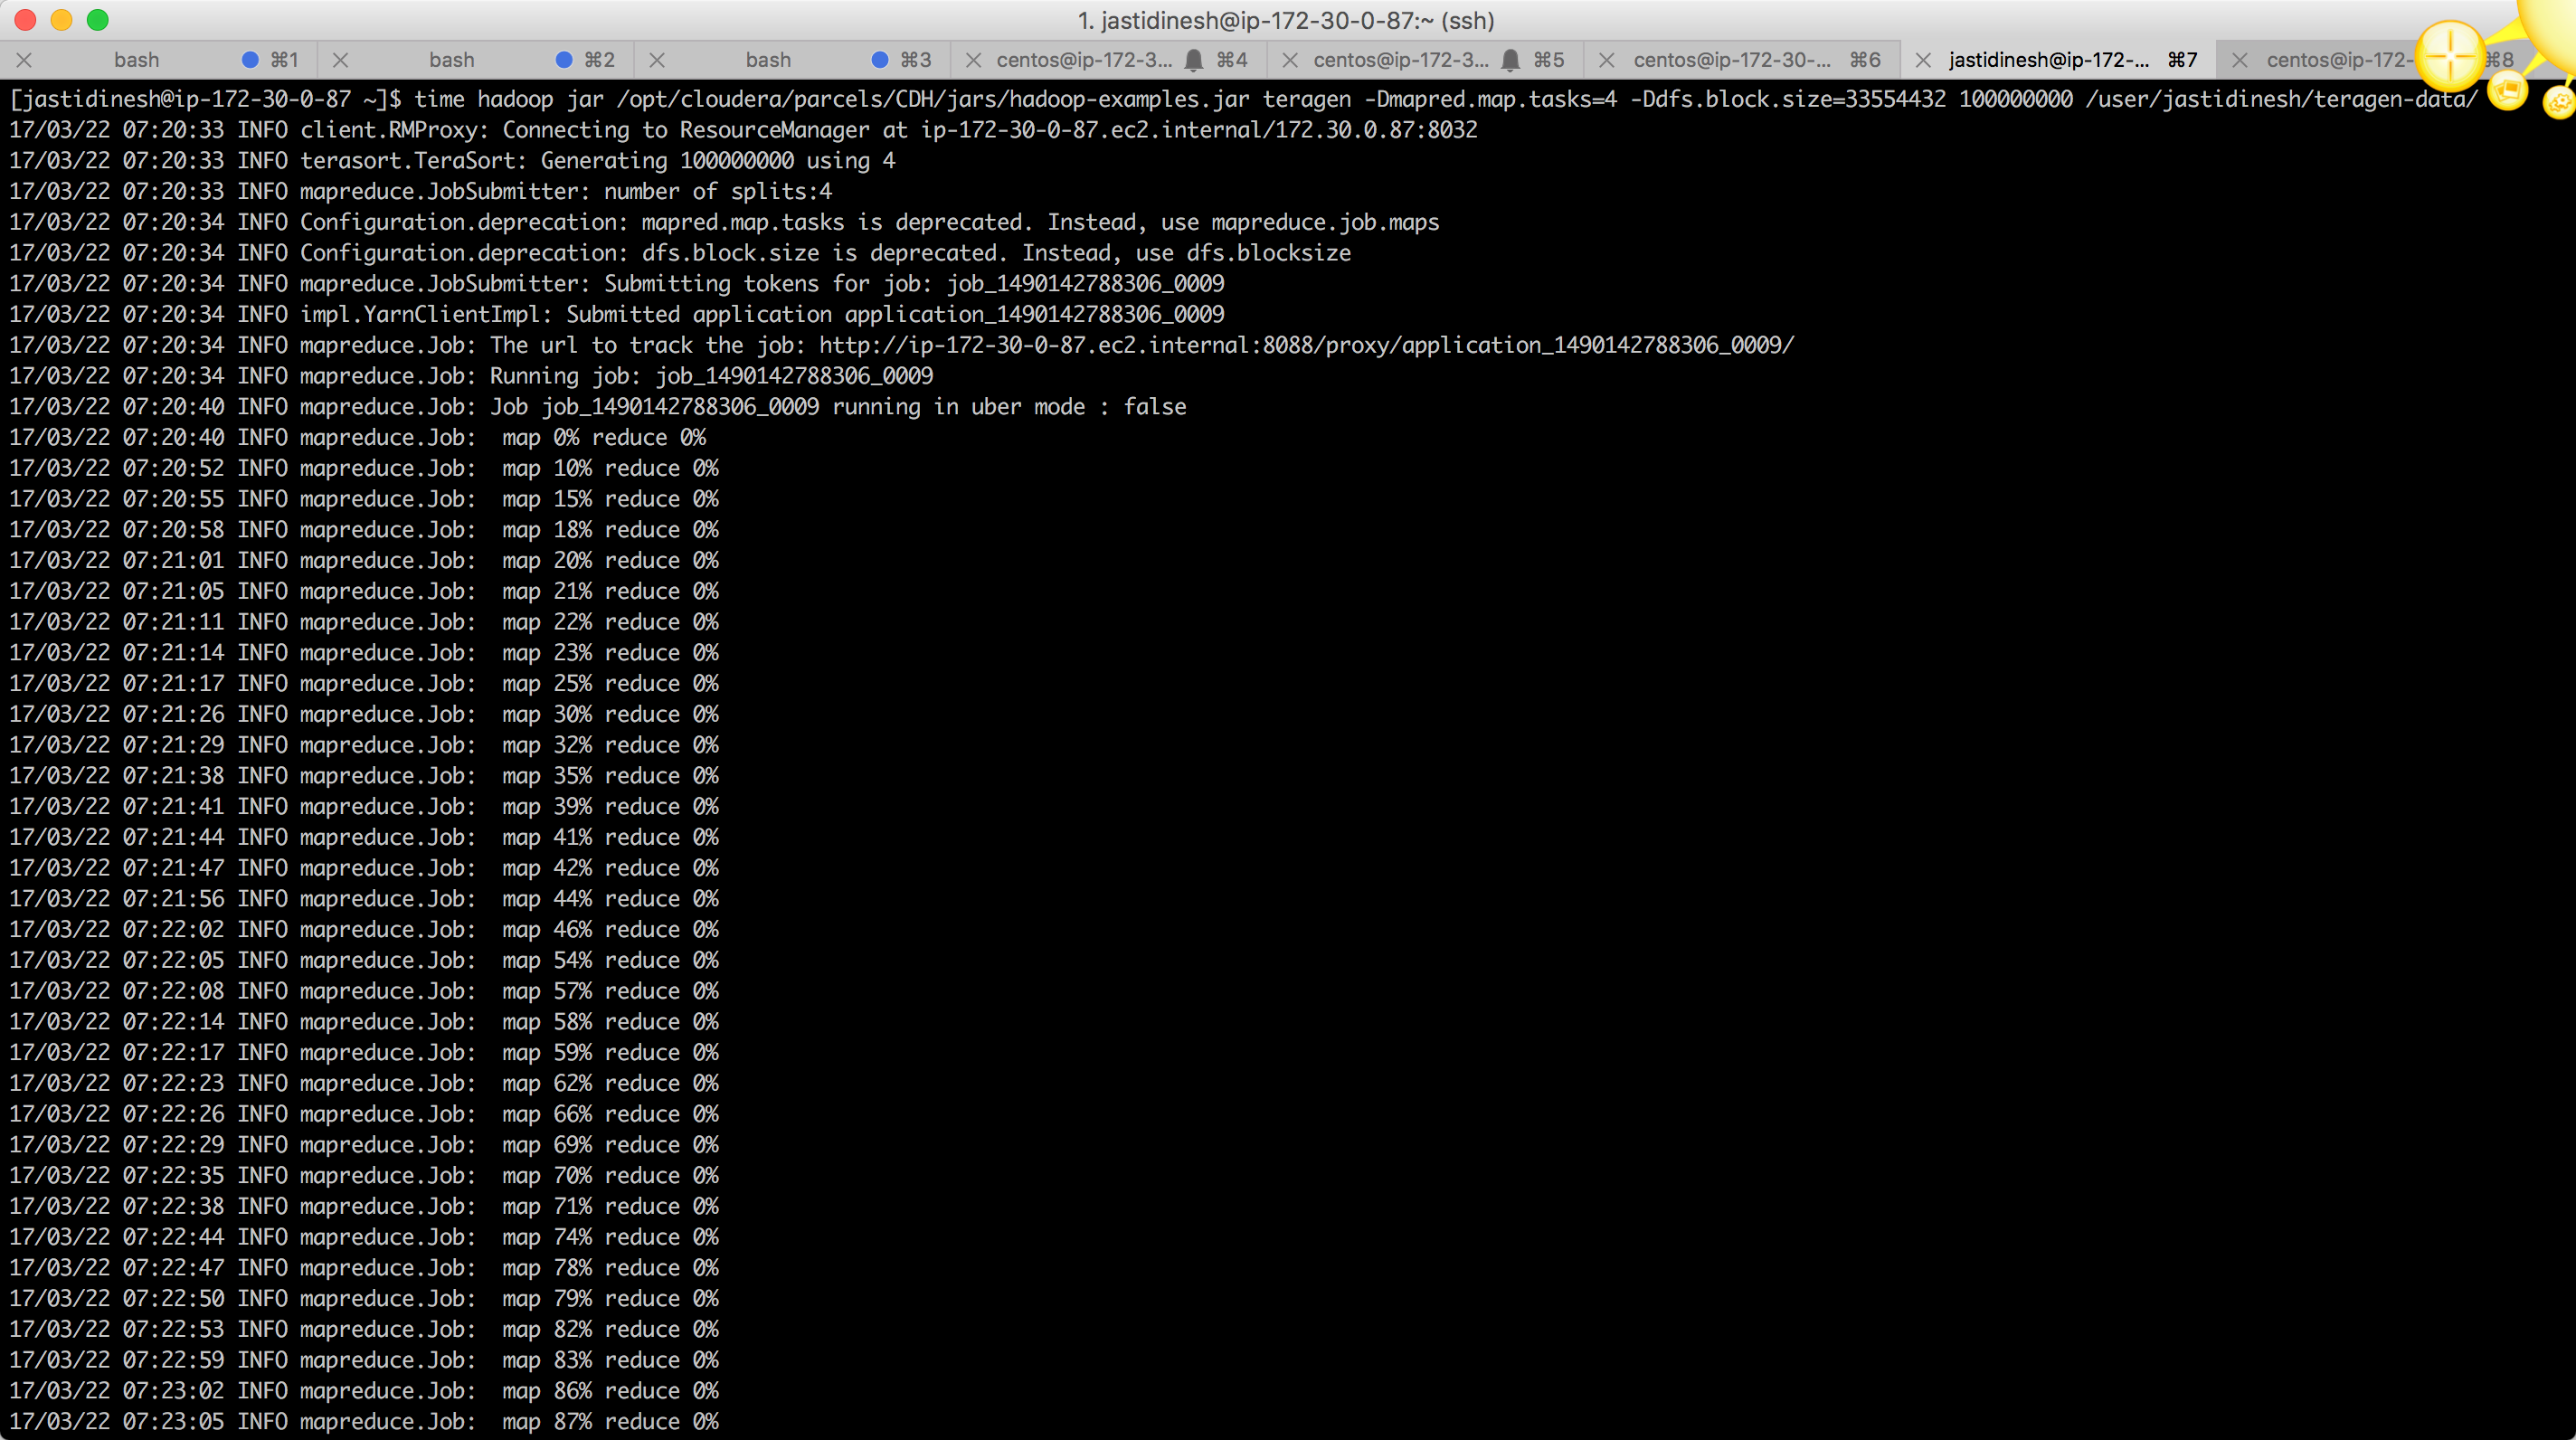 1. jastidinesh@ip-172-30-0-87:~ (ssh)
bash ⌘1 bash ⌘2 bash ⌘3 centos@ip-172-3... ⌘4 centos@ip-172-3... ⌘5 centos@ip-172-30-... ⌘6 jastidinesh@ip-172-... ⌘7 centos@ip-172- ⌘8
[jastidinesh@ip-172-30-0-87 ~]$ time hadoop jar /opt/cloudera/parcels/CDH/jars/hadoop-examples.jar teragen -Dmapred.map.tasks=4 -Ddfs.block.size=33554432 100000000 /user/jastidinesh/teragen-data/
17/03/22 07:20:33 INFO client.RMProxy: Connecting to ResourceManager at ip-172-30-0-87.ec2.internal/172.30.0.87:8032
17/03/22 07:20:33 INFO terasort.TeraSort: Generating 100000000 using 4
17/03/22 07:20:33 INFO mapreduce.JobSubmitter: number of splits:4
17/03/22 07:20:34 INFO Configuration.deprecation: mapred.map.tasks is deprecated. Instead, use mapreduce.job.maps
17/03/22 07:20:34 INFO Configuration.deprecation: dfs.block.size is deprecated. Instead, use dfs.blocksize
17/03/22 07:20:34 INFO mapreduce.JobSubmitter: Submitting tokens for job: job_1490142788306_0009
17/03/22 07:20:34 INFO impl.YarnClientImpl: Submitted application application_1490142788306_0009
17/03/22 07:20:34 INFO mapreduce.Job: The url to track the job: http://ip-172-30-0-87.ec2.internal:8088/proxy/application_1490142788306_0009/
17/03/22 07:20:34 INFO mapreduce.Job: Running job: job_1490142788306_0009
17/03/22 07:20:40 INFO mapreduce.Job: Job job_1490142788306_0009 running in uber mode : false
17/03/22 07:20:40 INFO mapreduce.Job:  map 0% reduce 0%
17/03/22 07:20:52 INFO mapreduce.Job:  map 10% reduce 0%
17/03/22 07:20:55 INFO mapreduce.Job:  map 15% reduce 0%
17/03/22 07:20:58 INFO mapreduce.Job:  map 18% reduce 0%
17/03/22 07:21:01 INFO mapreduce.Job:  map 20% reduce 0%
17/03/22 07:21:05 INFO mapreduce.Job:  map 21% reduce 0%
17/03/22 07:21:11 INFO mapreduce.Job:  map 22% reduce 0%
17/03/22 07:21:14 INFO mapreduce.Job:  map 23% reduce 0%
17/03/22 07:21:17 INFO mapreduce.Job:  map 25% reduce 0%
17/03/22 07:21:26 INFO mapreduce.Job:  map 30% reduce 0%
17/03/22 07:21:29 INFO mapreduce.Job:  map 32% reduce 0%
17/03/22 07:21:38 INFO mapreduce.Job:  map 35% reduce 0%
17/03/22 07:21:41 INFO mapreduce.Job:  map 39% reduce 0%
17/03/22 07:21:44 INFO mapreduce.Job:  map 41% reduce 0%
17/03/22 07:21:47 INFO mapreduce.Job:  map 42% reduce 0%
17/03/22 07:21:56 INFO mapreduce.Job:  map 44% reduce 0%
17/03/22 07:22:02 INFO mapreduce.Job:  map 46% reduce 0%
17/03/22 07:22:05 INFO mapreduce.Job:  map 54% reduce 0%
17/03/22 07:22:08 INFO mapreduce.Job:  map 57% reduce 0%
17/03/22 07:22:14 INFO mapreduce.Job:  map 58% reduce 0%
17/03/22 07:22:17 INFO mapreduce.Job:  map 59% reduce 0%
17/03/22 07:22:23 INFO mapreduce.Job:  map 62% reduce 0%
17/03/22 07:22:26 INFO mapreduce.Job:  map 66% reduce 0%
17/03/22 07:22:29 INFO mapreduce.Job:  map 69% reduce 0%
17/03/22 07:22:35 INFO mapreduce.Job:  map 70% reduce 0%
17/03/22 07:22:38 INFO mapreduce.Job:  map 71% reduce 0%
17/03/22 07:22:44 INFO mapreduce.Job:  map 74% reduce 0%
17/03/22 07:22:47 INFO mapreduce.Job:  map 78% reduce 0%
17/03/22 07:22:50 INFO mapreduce.Job:  map 79% reduce 0%
17/03/22 07:22:53 INFO mapreduce.Job:  map 82% reduce 0%
17/03/22 07:22:59 INFO mapreduce.Job:  map 83% reduce 0%
17/03/22 07:23:02 INFO mapreduce.Job:  map 86% reduce 0%
17/03/22 07:23:05 INFO mapreduce.Job:  map 87% reduce 0%